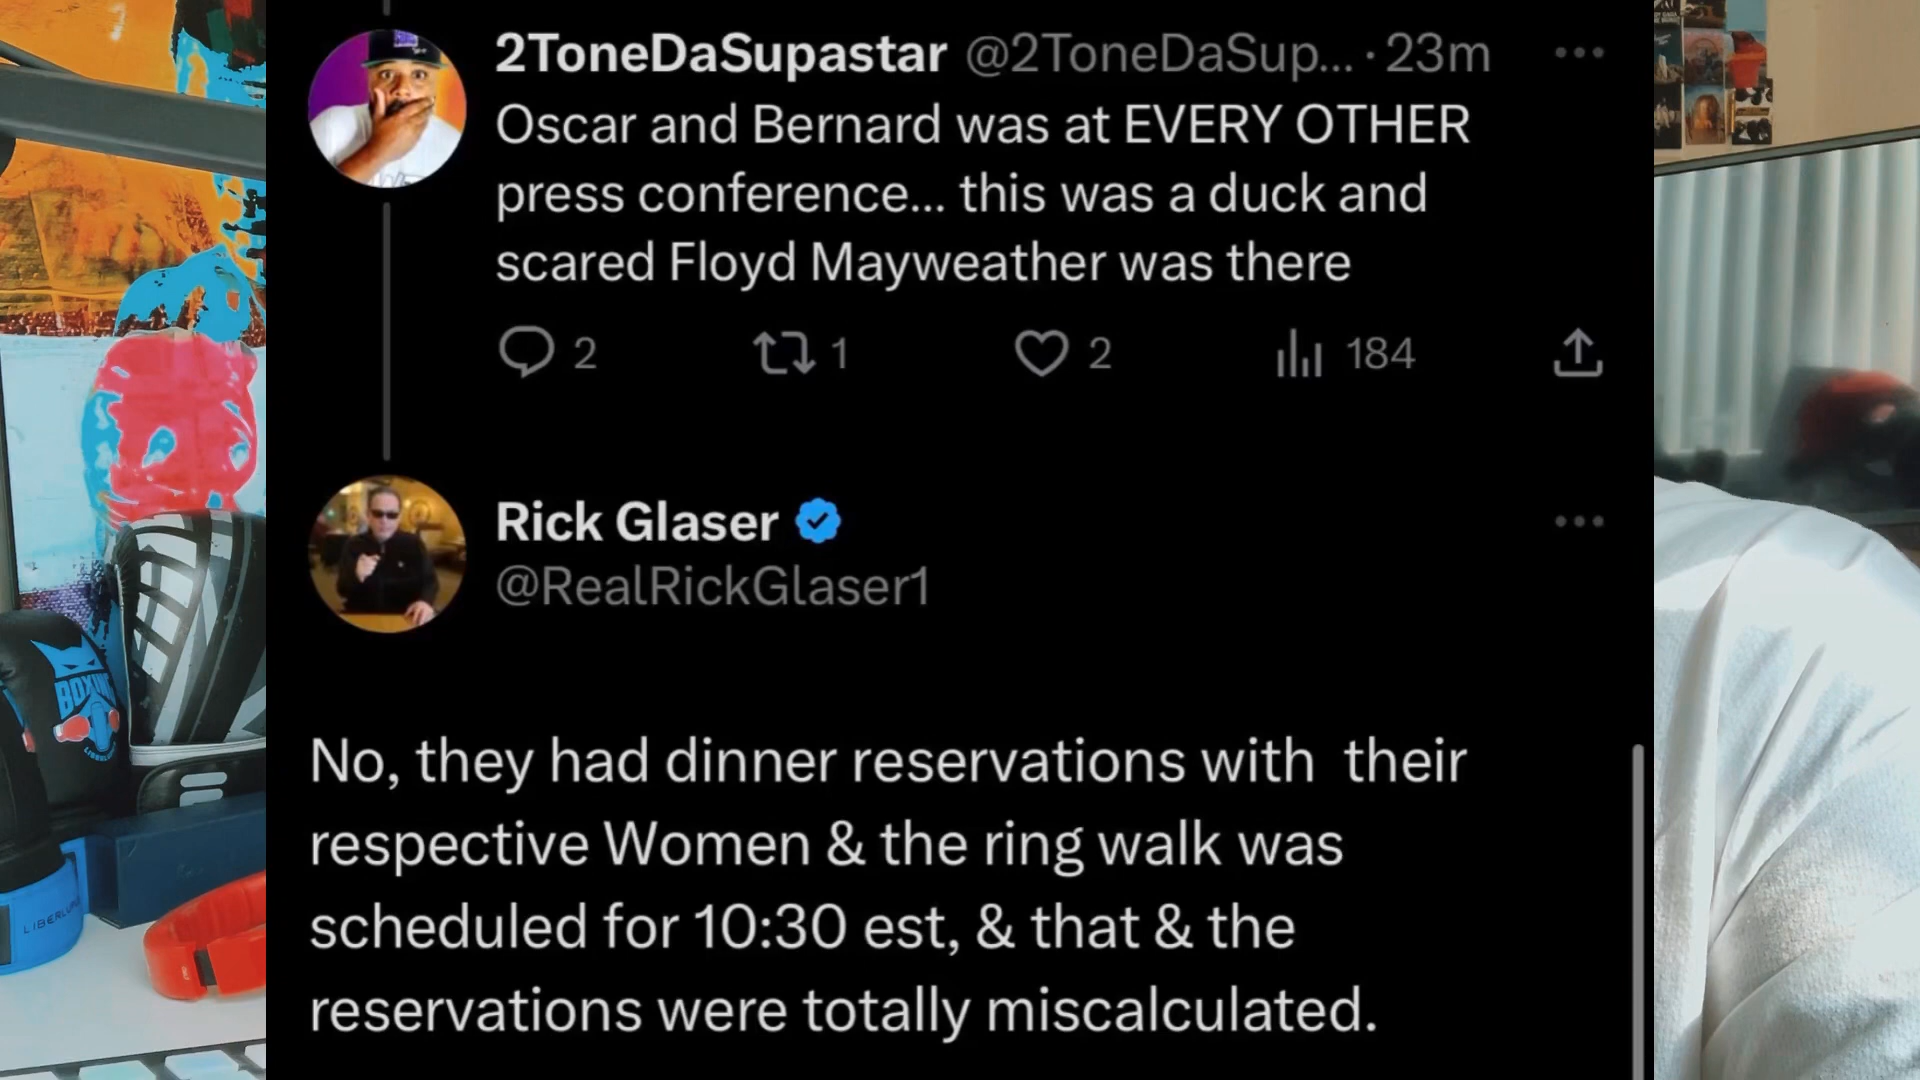 2ToneDaSupastar @2ToneDaSup... · 23m
Oscar and Bernard was at EVERY OTHER
press conference... this was a duck and
scared Floyd Mayweather was there
2 1 2 184
Rick Glaser
@RealRickGlaser1
No, they had dinner reservations with their
respective Women & the ring walk was
scheduled for 10:30 est, & that & the
reservations were totally miscalculated.
BOXING